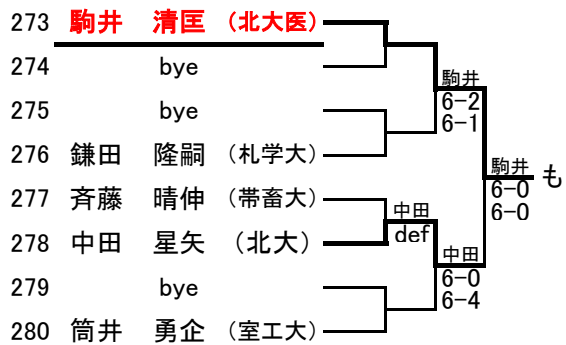 273 駒井 清匡 (北大医)
274 bye
駒井
6-2
275 bye
6-1
276 鎌田 隆嗣 (札学大)
駒井
も
6-0
277 斉藤 晴伸 (帯畜大)
中田
6-0
278 中田 星矢 (北大)
def
中田
279 bye
6-0
6-4
280 筒井 勇企 (室工大)